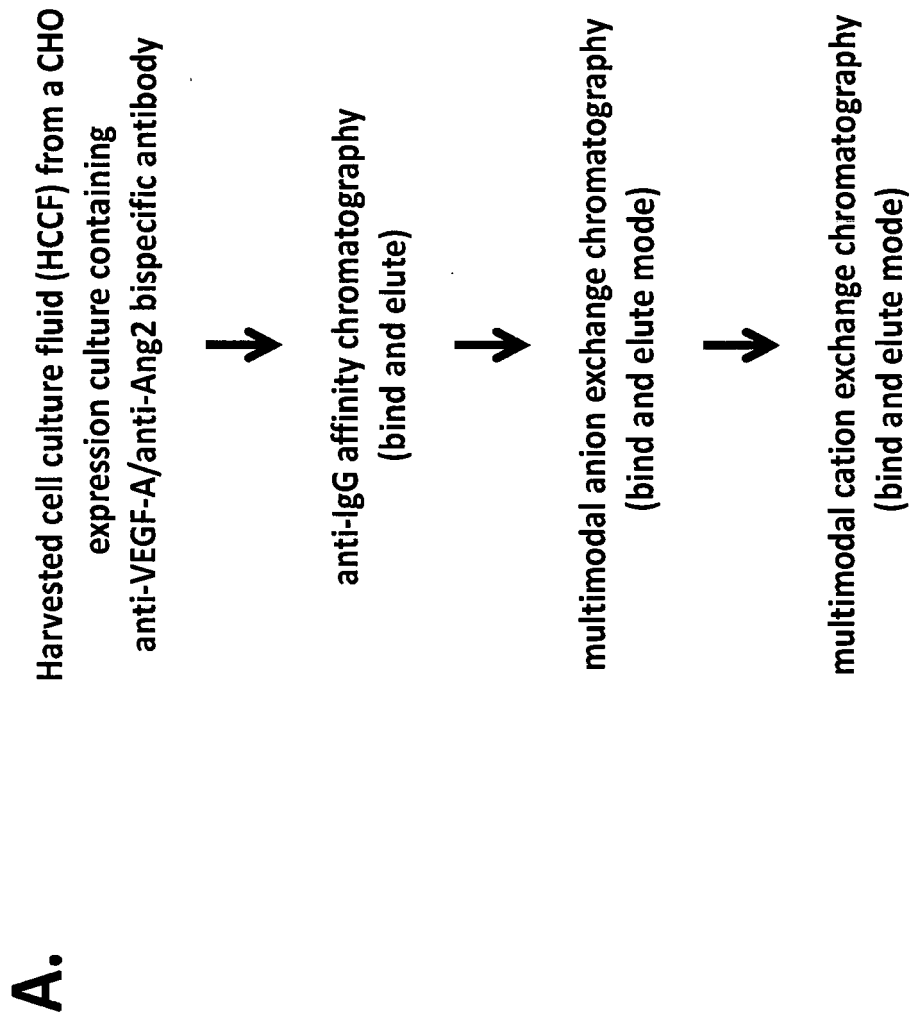 A.
Harvested cell culture fluid (HCCF) from a CHO
expression culture containing
anti-VEGF-A/anti-Ang2 bispecific antibody
anti-IgG affinity chromatography
(bind and elute)
multimodal anion exchange chromatography
(bind and elute mode)
multimodal cation exchange chromatography
(bind and elute mode)